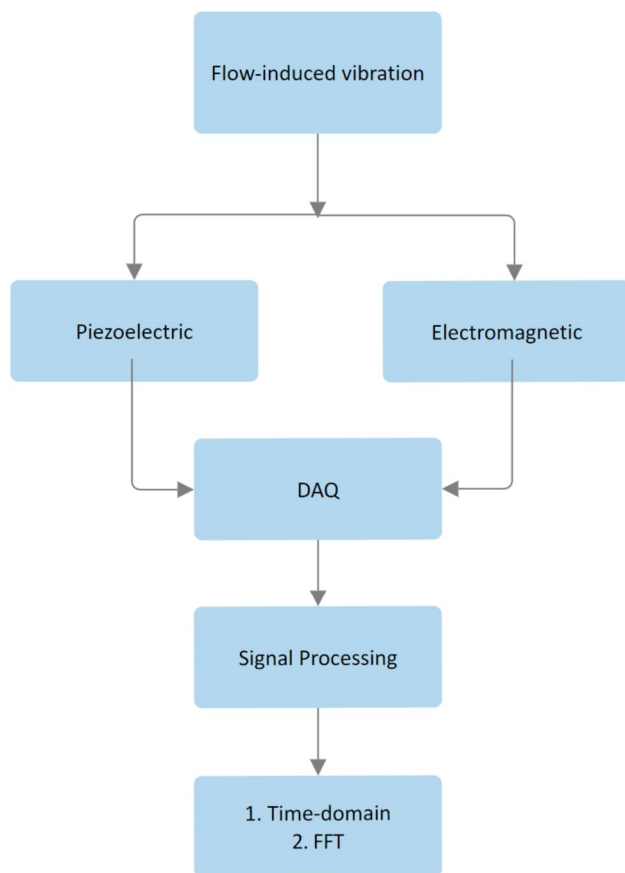 Flow-induced vibration
Piezoelectric
Electromagnetic
DAQ
Signal Processing
1. Time-domain
2. FFT